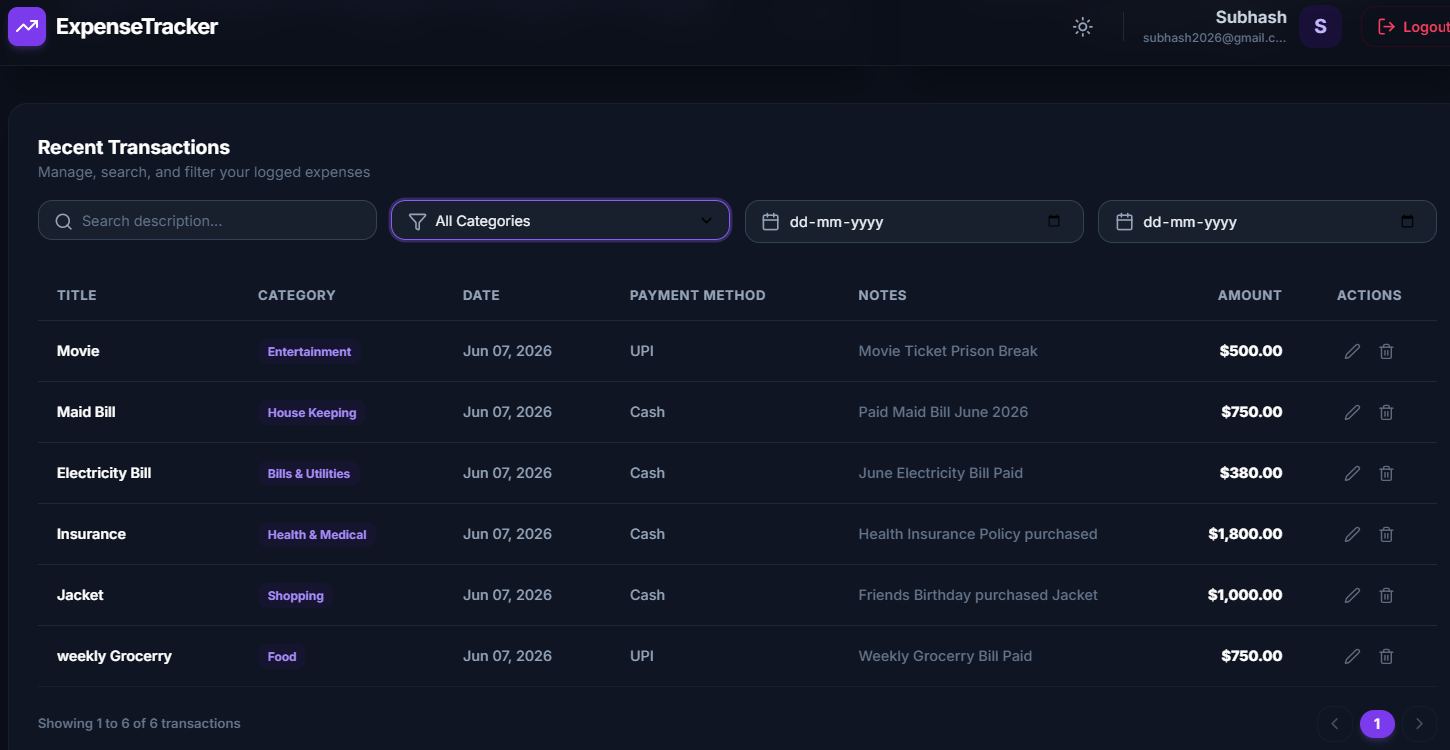 ExpenseTracker
Subhash
subhash2026@gmail.c...
S
Logout
Recent Transactions
Manage, search, and filter your logged expenses
Search description...
All Categories
dd-mm-yyyy
dd-mm-yyyy
TITLE CATEGORY DATE PAYMENT METHOD NOTES AMOUNT ACTIONS
Movie Entertainment Jun 07, 2026 UPI Movie Ticket Prison Break $500.00
Maid Bill House Keeping Jun 07, 2026 Cash Paid Maid Bill June 2026 $750.00
Electricity Bill Bills & Utilities Jun 07, 2026 Cash June Electricity Bill Paid $380.00
Insurance Health & Medical Jun 07, 2026 Cash Health Insurance Policy purchased $1,800.00
Jacket Shopping Jun 07, 2026 Cash Friends Birthday purchased Jacket $1,000.00
weekly Grocerry Food Jun 07, 2026 UPI Weekly Grocerry Bill Paid $750.00
Showing 1 to 6 of 6 transactions
1